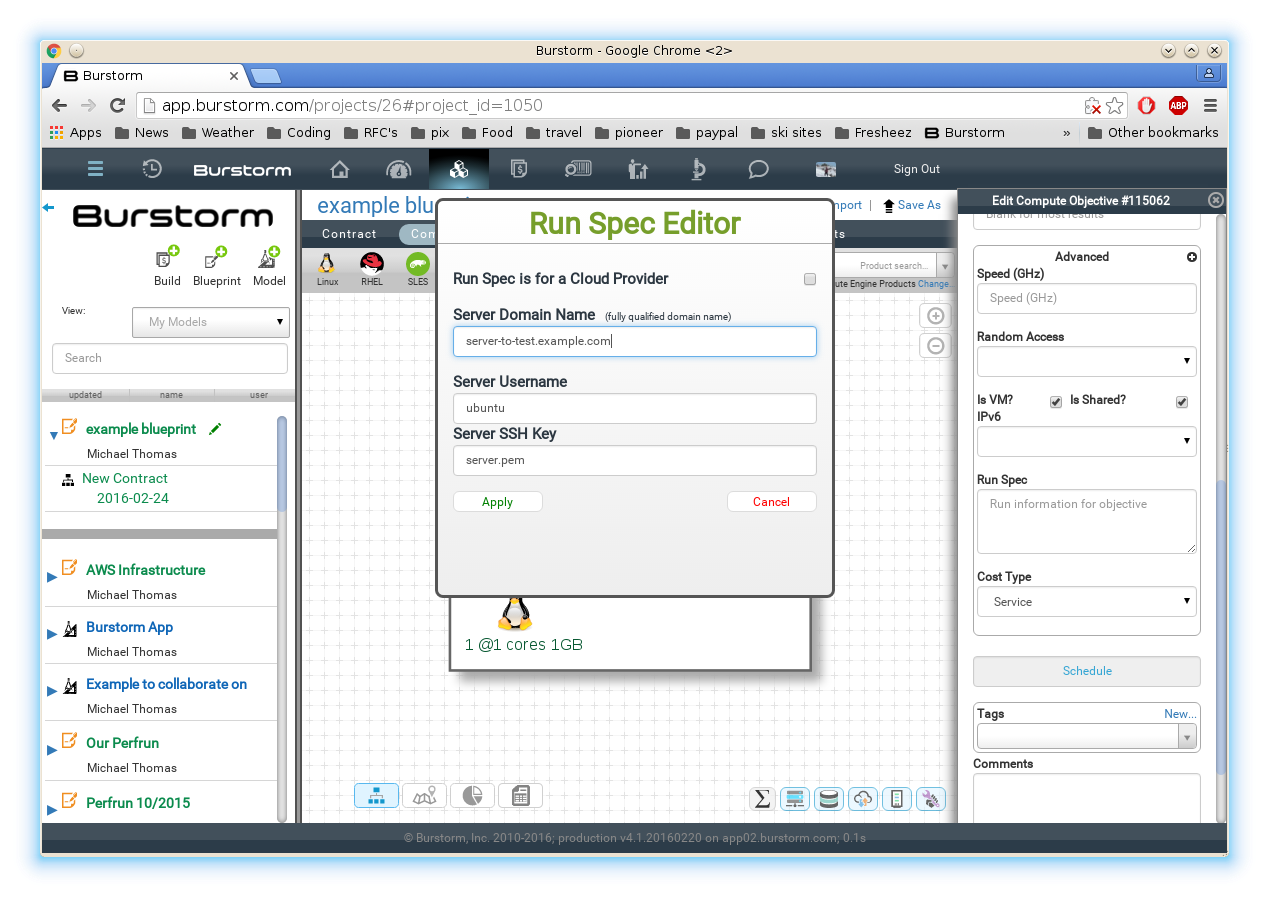 Burstorm - Google Chrome <2>
Burstorm
app.burstorm.com/projects/26#project_id=1050
ABP
Apps News Weather Coding RFC's pix Food travel pioneer paypal ski sites Fresheez Burstorm » Other bookmarks
Burstorm
Sign Out
Burstorm
Build Blueprint Model
View:
My Models
Search
updated name user
example blueprint
Michael Thomas
New Contract
2016-02-24
AWS Infrastructure
Michael Thomas
Burstorm App
Michael Thomas
Example to collaborate on
Michael Thomas
Our Perfrun
Michael Thomas
Perfrun 10/2015
example blu
mport | Save As
Contract Com ts
Linux RHEL SLES
Product search...
ute Engine Products Change..
Run Spec Editor
Run Spec is for a Cloud Provider
Server Domain Name (fully qualified domain name)
server-to-test.example.com
Server Username
ubuntu
Server SSH Key
server.pem
Apply Cancel
1 @1 cores 1GB
Edit Compute Objective #115062
Blank for most results
Advanced
Speed (GHz)
Speed (GHz)
Random Access
Is VM? Is Shared?
IPv6
Run Spec
Run information for objective
Cost Type
Service
Schedule
Tags New...
Comments
© Burstorm, Inc. 2010-2016; production v4.1.20160220 on app02.burstorm.com; 0.1s